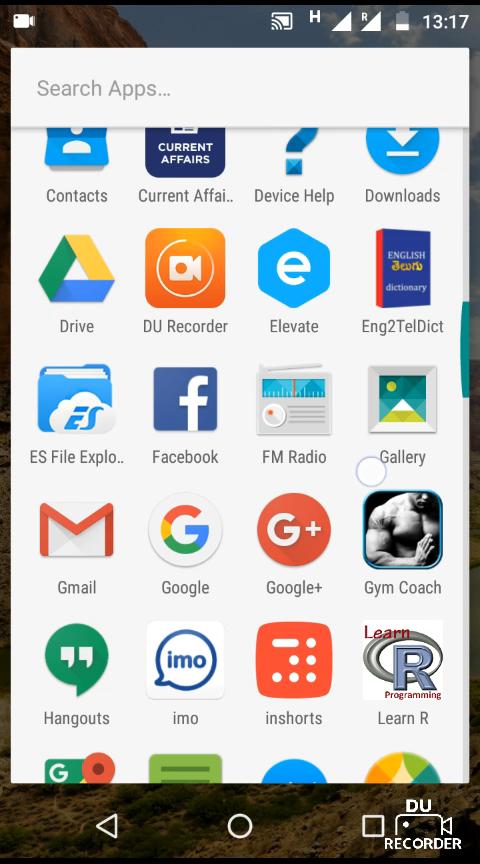 H
R
13:17
Search Apps...
CURRENT
AFFAIRS
Contacts
Current Affai..
Device Help
Downloads
ENGLISH
తెలుగు
dictionary
e
Drive
DU Recorder
Elevate
Eng2TelDict
ES
f
ES File Explo..
Facebook
FM Radio
Gallery
G
G+
Gmail
Google
Google+
Gym Coach
imo
Learn
R
Programming
Hangouts
imo
inshorts
Learn R
G
DU
RECORDER